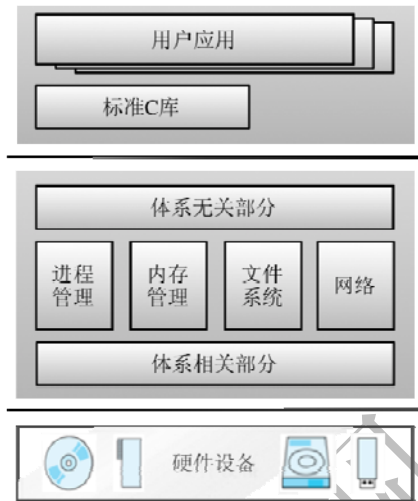 用户应用
标准C库
体系无关部分
进程
管理
内存
管理
文件
系统
网络
体系相关部分
硬件设备